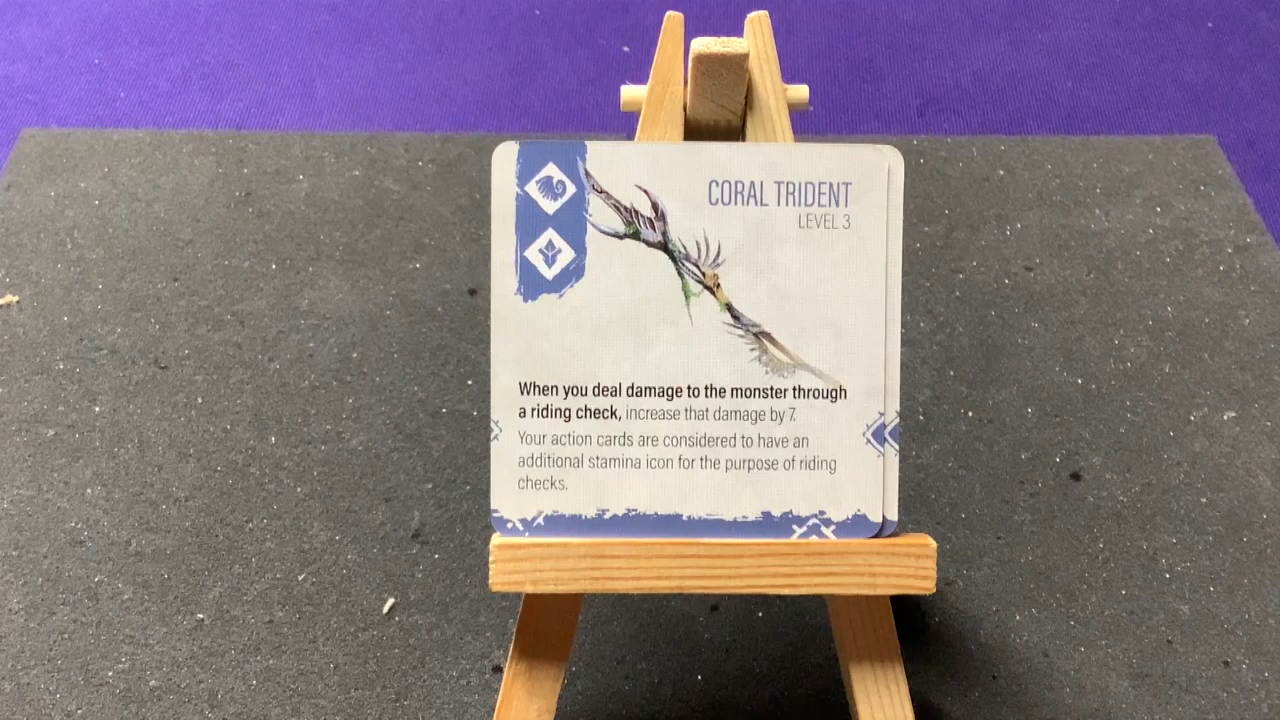 CORAL TRIDENT
LEVEL 3
When you deal damage to the monster through
a riding check, increase that damage by 7.
Your action cards are considered to have an
additional stamina icon for the purpose of riding
checks.